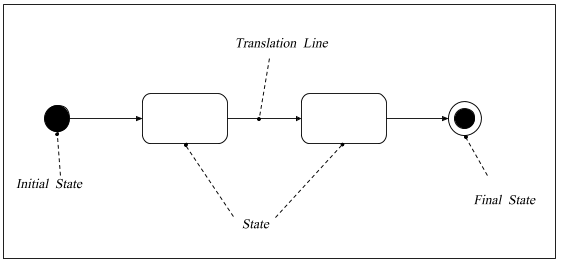 Translation Line
Initial State
State
Final State